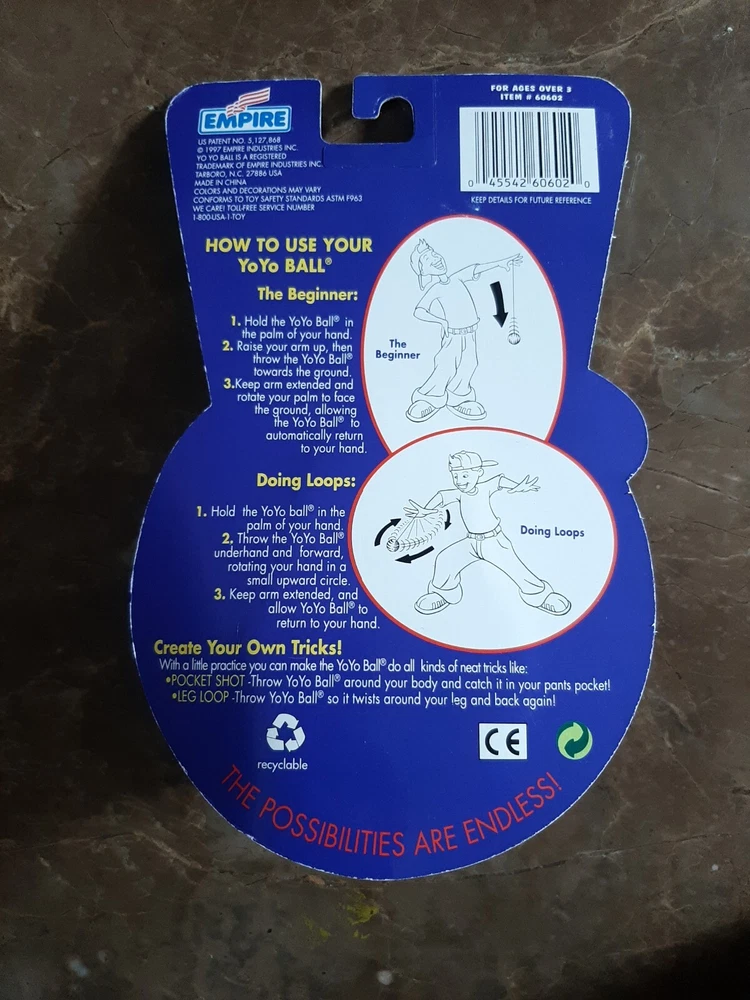 EMPIRE
US PATENT NO. 5,127,868
© 1997 EMPIRE INDUSTRIES INC.
YO YO BALL IS A REGISTERED
TRADEMARK OF EMPIRE INDUSTRIES INC.
TARBORO, N.C. 27886 USA
MADE IN CHINA
COLORS AND DECORATIONS MAY VARY
CONFORMS TO TOY SAFETY STANDARDS ASTM F963
WE CARE! TOLL-FREE SERVICE NUMBER
1-800-USA-1-TOY
FOR AGES OVER 3
ITEM # 60602
0 45542 60602 0
KEEP DETAILS FOR FUTURE REFERENCE
HOW TO USE YOUR
YoYo BALL®
The Beginner:
1. Hold the YoYo Ball® in
the palm of your hand.
2. Raise your arm up, then
throw the YoYo Ball®
towards the ground.
3.Keep arm extended and
rotate your palm to face
the ground, allowing
the YoYo Ball® to
automatically return
to your hand.
The
Beginner
Doing Loops:
1. Hold the YoYo ball® in the
palm of your hand.
2. Throw the YoYo Ball®
underhand and forward,
rotating your hand in a
small upward circle.
3. Keep arm extended, and
allow YoYo Ball® to
return to your hand.
Doing Loops
Create Your Own Tricks!
With a little practice you can make the YoYo Ball® do all kinds of neat tricks like:
•POCKET SHOT -Throw YoYo Ball® around your body and catch it in your pants pocket!
•LEG LOOP -Throw YoYo Ball® so it twists around your leg and back again!
recyclable
CE
THE POSSIBILITIES ARE ENDLESS!